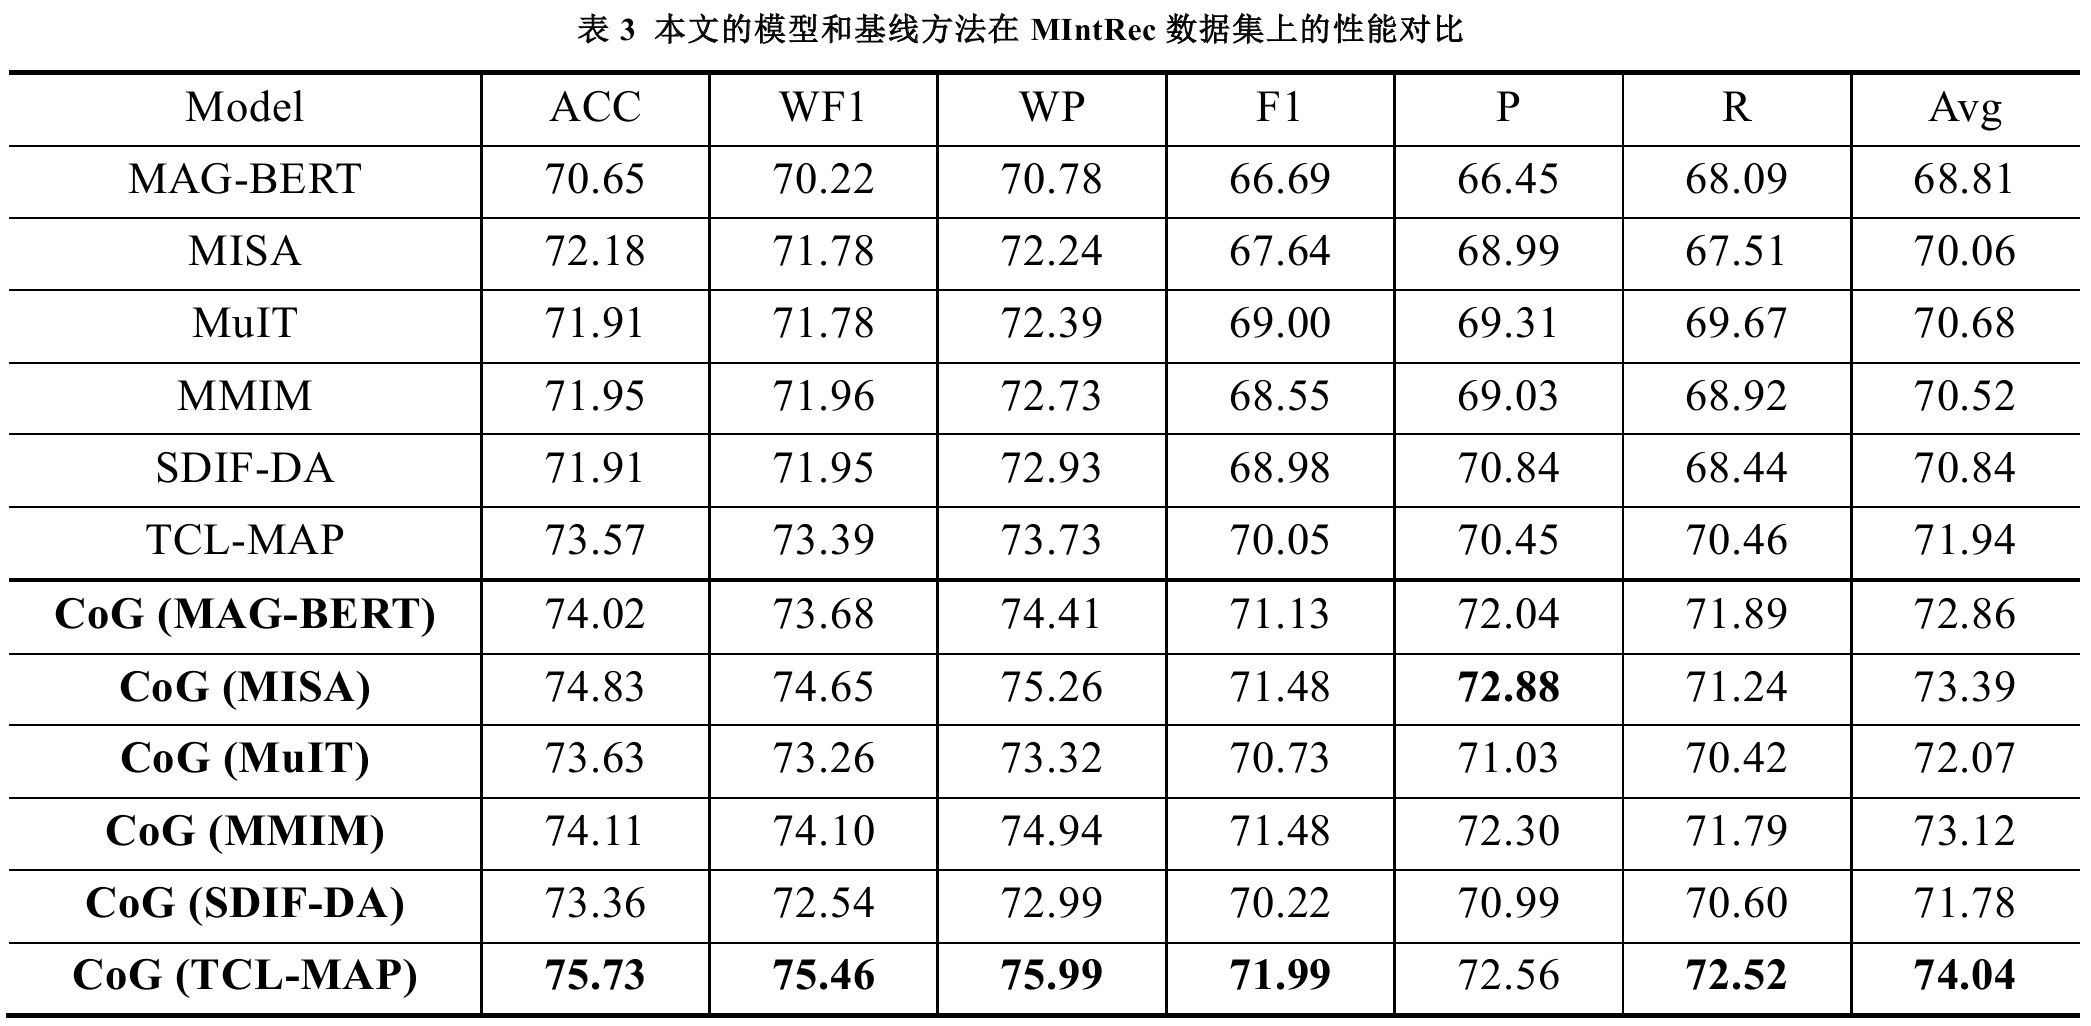 表 3 本文的模型和基线方法在 MIntRec 数据集上的性能对比
Model ACC WF1 WP F1 P R Avg
MAG-BERT 70.65 70.22 70.78 66.69 66.45 68.09 68.81
MISA 72.18 71.78 72.24 67.64 68.99 67.51 70.06
MuIT 71.91 71.78 72.39 69.00 69.31 69.67 70.68
MMIM 71.95 71.96 72.73 68.55 69.03 68.92 70.52
SDIF-DA 71.91 71.95 72.93 68.98 70.84 68.44 70.84
TCL-MAP 73.57 73.39 73.73 70.05 70.45 70.46 71.94
CoG (MAG-BERT) 74.02 73.68 74.41 71.13 72.04 71.89 72.86
CoG (MISA) 74.83 74.65 75.26 71.48 72.88 71.24 73.39
CoG (MuIT) 73.63 73.26 73.32 70.73 71.03 70.42 72.07
CoG (MMIM) 74.11 74.10 74.94 71.48 72.30 71.79 73.12
CoG (SDIF-DA) 73.36 72.54 72.99 70.22 70.99 70.60 71.78
CoG (TCL-MAP) 75.73 75.46 75.99 71.99 72.56 72.52 74.04